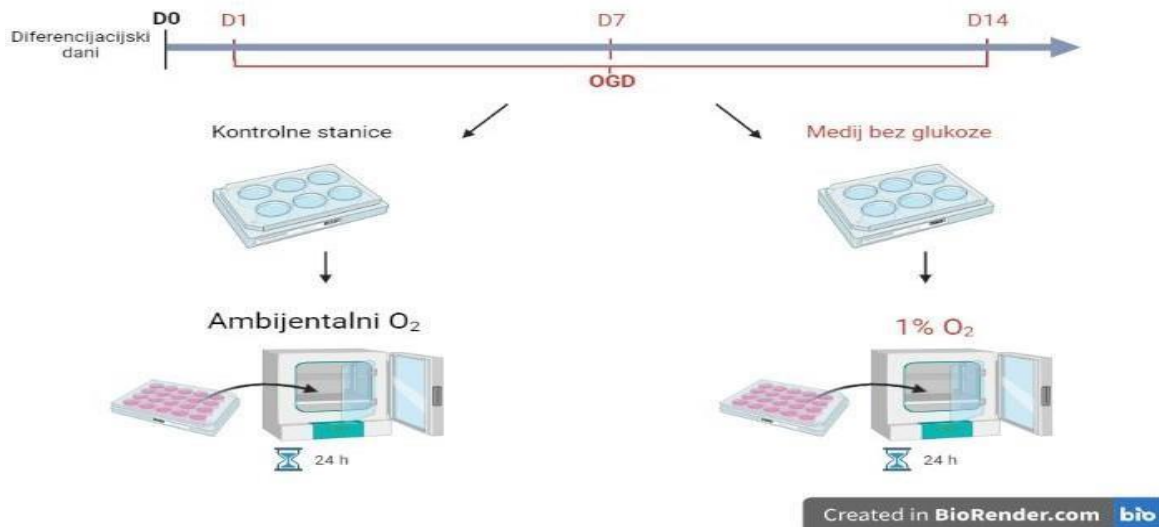 D0 D1 D7 D14
Diferencijacijski
dani
OGD
Kontrolne stanice
Medij bez glukoze
Ambijentalni O₂
1% O₂
24 h
24 h
Created in BioRender.com bio